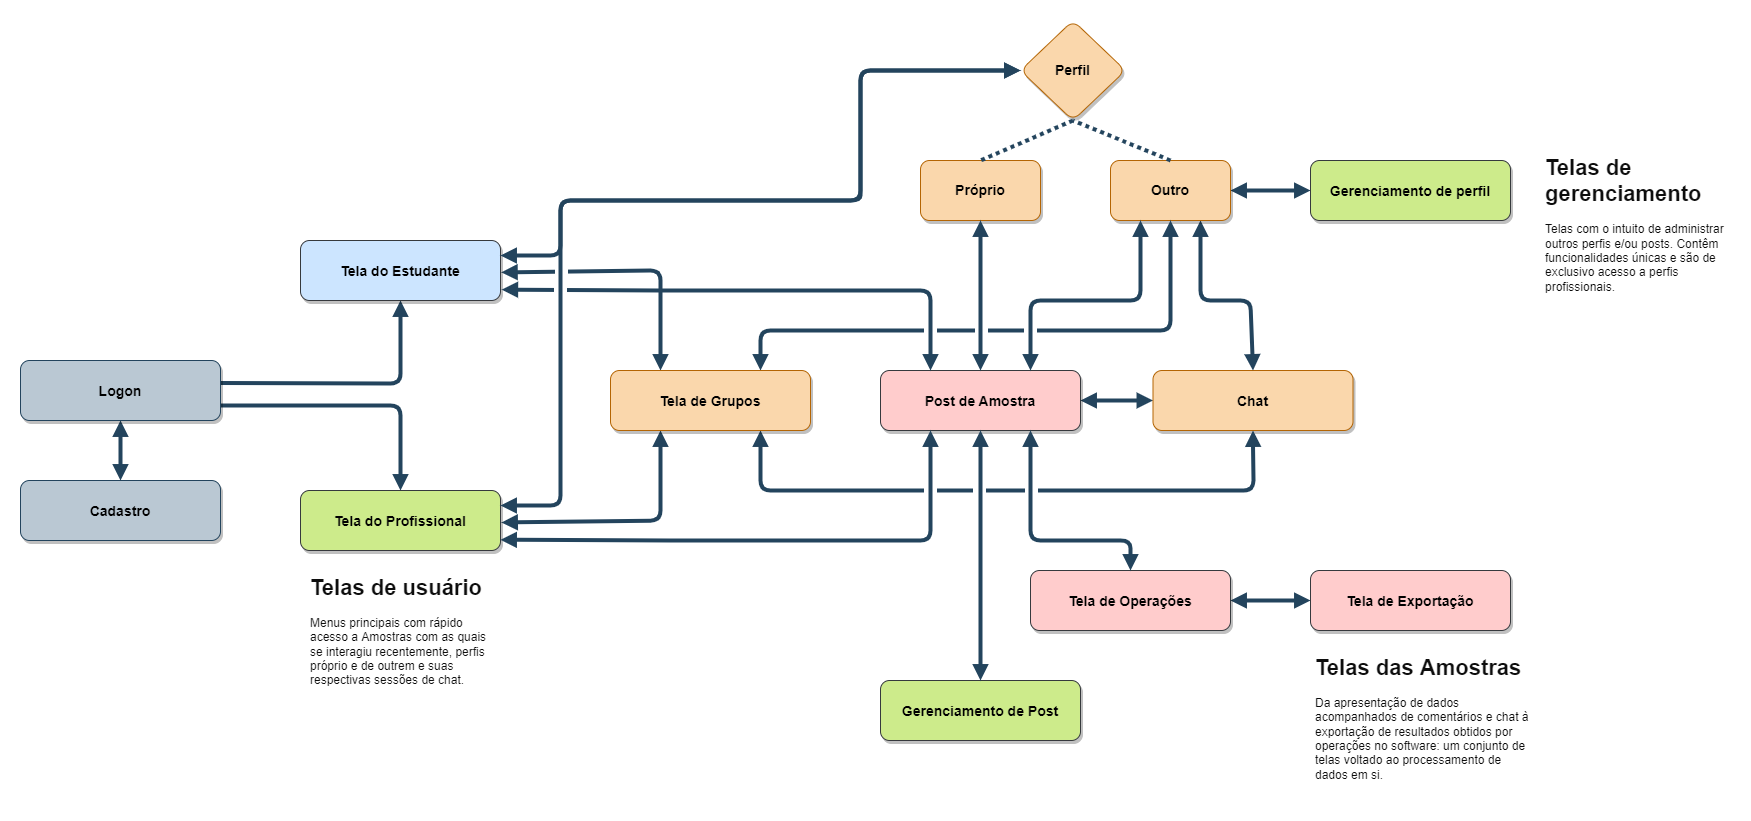 Perfil
Próprio
Outro
Gerenciamento de perfil
Telas de
gerenciamento
Telas com o intuito de administrar
outros perfis e/ou posts. Contêm
funcionalidades únicas e são de
exclusivo acesso a perfis
profissionais.
Tela do Estudante
Logon
Tela de Grupos
Post de Amostra
Chat
Cadastro
Tela do Profissional
Telas de usuário
Menus principais com rápido
acesso a Amostras com as quais
se interagiu recentemente, perfis
próprio e de outrem e suas
respectivas sessões de chat.
Tela de Operações
Tela de Exportação
Telas das Amostras
Da apresentação de dados
acompanhados de comentários e chat à
exportação de resultados obtidos por
operações no software: um conjunto de
telas voltado ao processamento de
dados em si.
Gerenciamento de Post